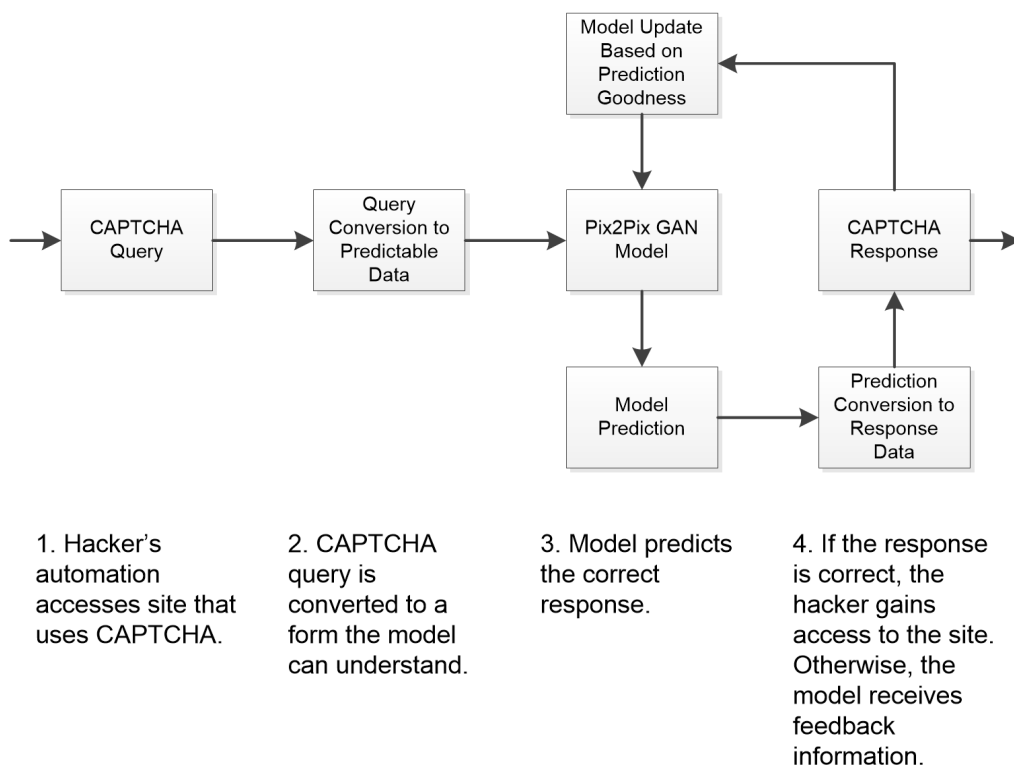 Model Update
Based on
Prediction
Goodness
CAPTCHA
Query
Query
Conversion to
Predictable
Data
Pix2Pix GAN
Model
CAPTCHA
Response
Model
Prediction
Prediction
Conversion to
Response
Data
1. Hacker’s
automation
accesses site that
uses CAPTCHA.
2. CAPTCHA
query is
converted to a
form the model
can understand.
3. Model predicts
the correct
response.
4. If the response
is correct, the
hacker gains
access to the site.
Otherwise, the
model receives
feedback
information.